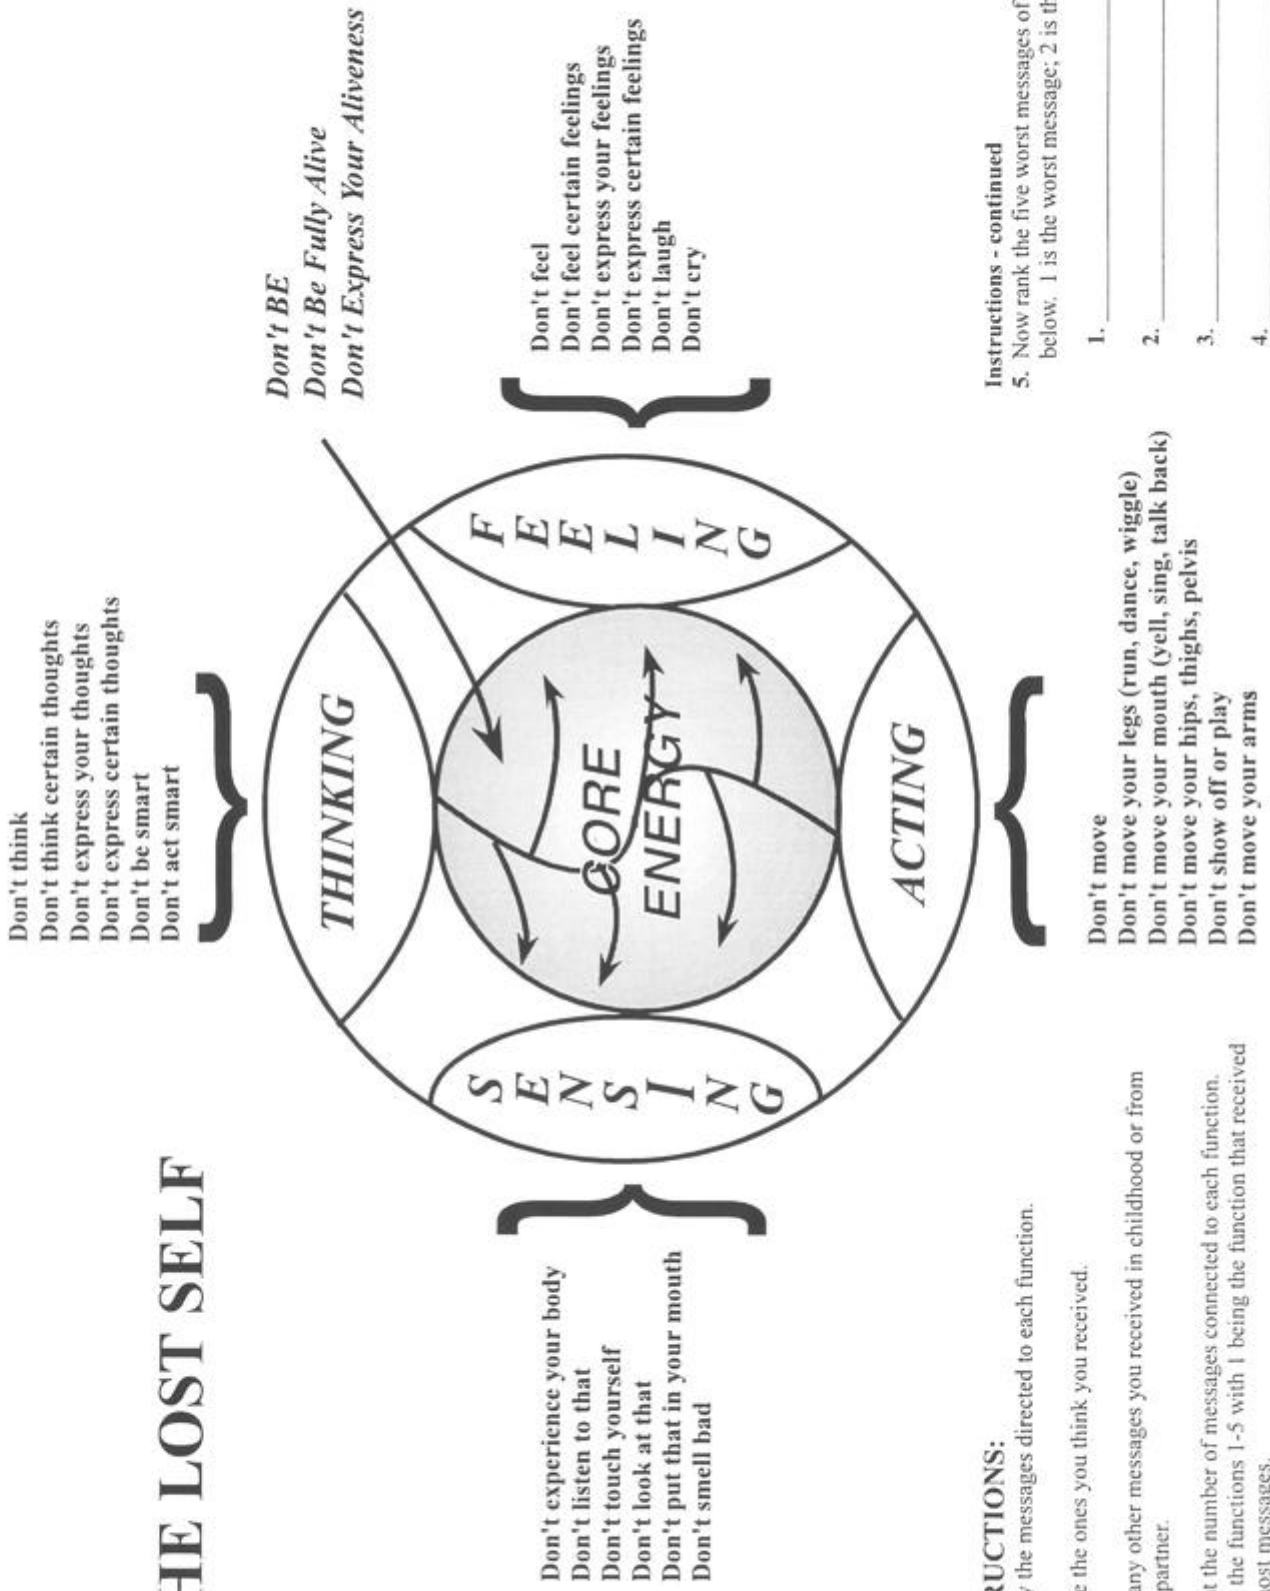 HE LOST SELF
Don't think
Don't think certain thoughts
Don't express your thoughts
Don't express certain thoughts
Don't be smart
Don't act smart
Don't BE
Don't Be Fully Alive
Don't Express Your Aliveness
THINKING
SENSING
CORE
ENERGY
FEELING
ACTING
Don't experience your body
Don't listen to that
Don't touch yourself
Don't look at that
Don't put that in your mouth
Don't smell bad
Don't feel
Don't feel certain feelings
Don't express your feelings
Don't express certain feelings
Don't laugh
Don't cry
Don't move
Don't move your legs (run, dance, wiggle)
Don't move your mouth (yell, sing, talk back)
Don't move your hips, thighs, pelvis
Don't show off or play
Don't move your arms
RUCTIONS:
the messages directed to each function.
the ones you think you received.
any other messages you received in childhood or from
partner.
the number of messages connected to each function.
the functions 1-5 with 1 being the function that received
most messages.
Instructions - continued
5. Now rank the five worst messages of
below. 1 is the worst message; 2 is th
1.
2.
3.
4.